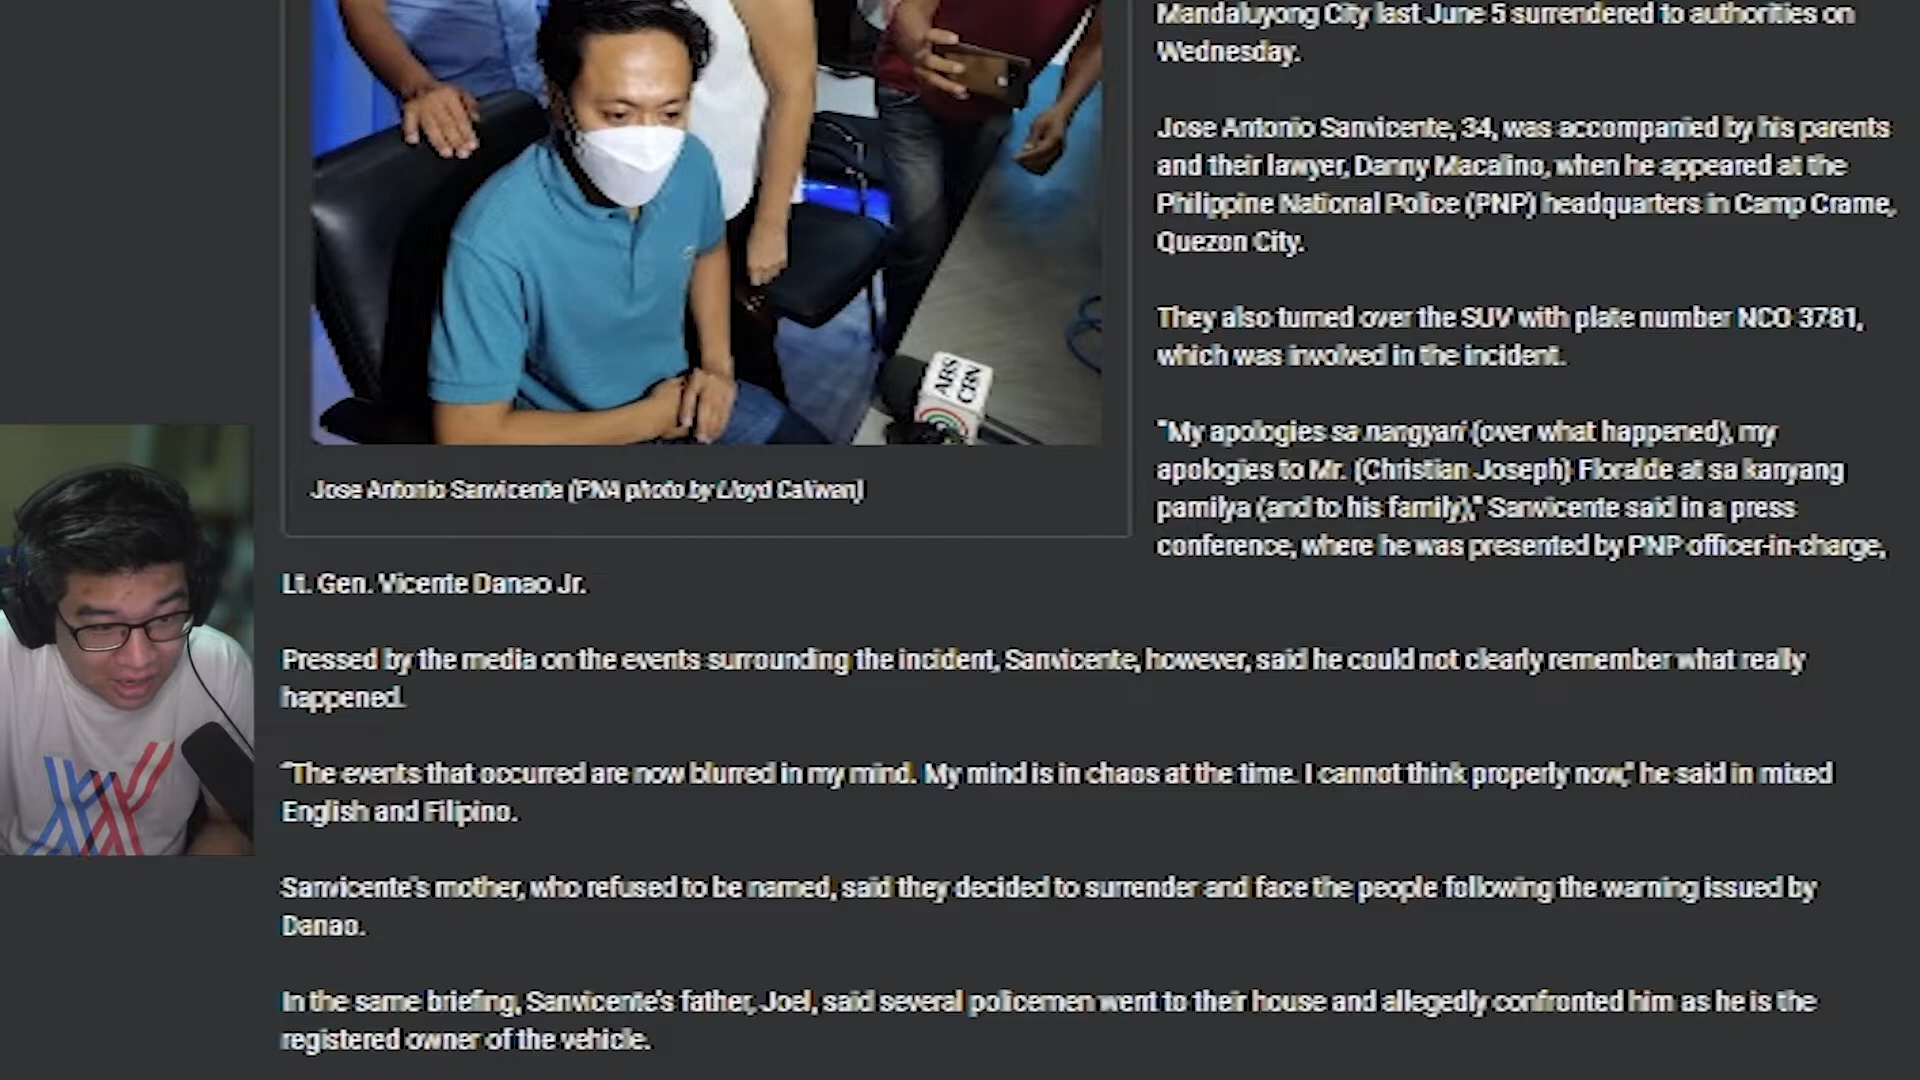 Mandaluyong City last June 5 surrendered to authorities on
Wednesday.
Jose Antonio Sanvicente, 34, was accompanied by his parents
and their lawyer, Danny Macalino, when he appeared at the
Philippine National Police (PNP) headquarters in Camp Crame,
Quezon City.
They also turned over the SUV with plate number NCO 3781,
which was involved in the incident.
"My apologies sa nangyari (over what happened), my
apologies to Mr. (Christian Joseph) Floralde at sa kanyang
pamilya (and to his family)," Sanvicente said in a press
conference, where he was presented by PNP officer-in-charge,
Lt. Gen. Vicente Danao Jr.
ABS
CBN
Jose Antonio Sanvicente (PNA photo by Lloyd Caliwan)
Pressed by the media on the events surrounding the incident, Sanvicente, however, said he could not clearly remember what really
happened.
"The events that occurred are now blurred in my mind. My mind is in chaos at the time. I cannot think properly now," he said in mixed
English and Filipino.
Sanvicente's mother, who refused to be named, said they decided to surrender and face the people following the warning issued by
Danao.
In the same briefing, Sanvicente's father, Joel, said several policemen went to their house and allegedly confronted him as he is the
registered owner of the vehicle.